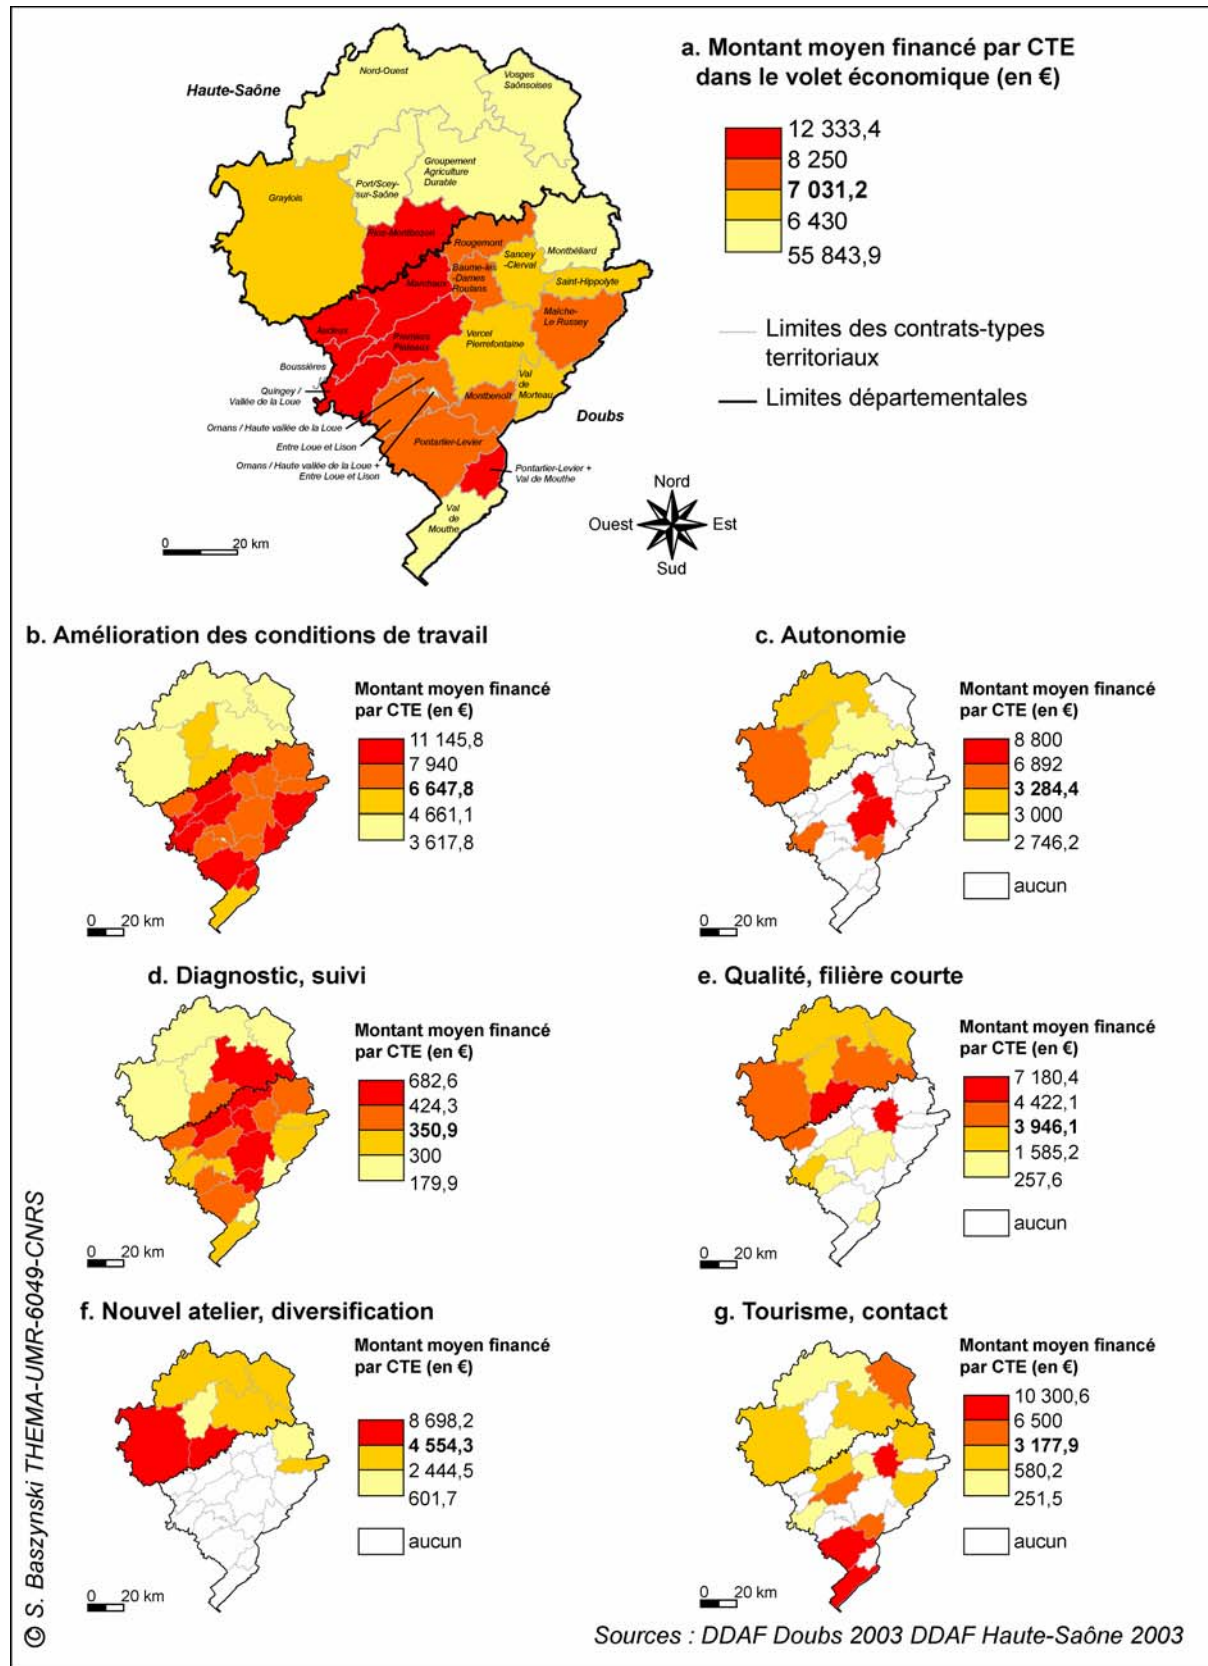 a. Montant moyen financé par CTE
dans le volet économique (en €)
12 333,4
8 250
7 031,2
6 430
55 843,9
Limites des contrats-types
territoriaux
Limites départementales
Haute-Saône
Nord-Ouest
Vosges
Saônsoises
Groupement
Agriculture
Durable
Port/Scey-
sur-Saône
Graylois
Rioz-Montbozon
Rougemont
Montbéliard
Sancey
-Clerval
Baume-les
-Dames
Roulans
Saint-Hippolyte
Marchaux
Maîche-
Le Russey
Audeux
Premiers
Plateaux
Vercel
Pierrefontaine
Boussières
Val
de
Morteau
Quingey /
Vallée de la Loue
Montbenoît
Doubs
Ornans / Haute vallée de la Loue
Entre Loue et Lison
Pontarlier-Levier
Ornans / Haute vallée de la Loue +
Entre Loue et Lison
Pontarlier-Levier +
Val de Mouthe
Val
de
Mouthe
0 20 km
Nord
Ouest Est
Sud
b. Amélioration des conditions de travail
Montant moyen financé
par CTE (en €)
11 145,8
7 940
6 647,8
4 661,1
3 617,8
0 20 km
c. Autonomie
Montant moyen financé
par CTE (en €)
8 800
6 892
3 284,4
3 000
2 746,2
aucun
0 20 km
d. Diagnostic, suivi
Montant moyen financé
par CTE (en €)
682,6
424,3
350,9
300
179,9
0 20 km
e. Qualité, filière courte
Montant moyen financé
par CTE (en €)
7 180,4
4 422,1
3 946,1
1 585,2
257,6
aucun
0 20 km
f. Nouvel atelier, diversification
Montant moyen financé
par CTE (en €)
8 698,2
4 554,3
2 444,5
601,7
aucun
0 20 km
g. Tourisme, contact
Montant moyen financé
par CTE (en €)
10 300,6
6 500
3 177,9
580,2
251,5
aucun
0 20 km
© S. Baszynski THEMA-UMR-6049-CNRS
Sources : DDAF Doubs 2003 DDAF Haute-Saône 2003